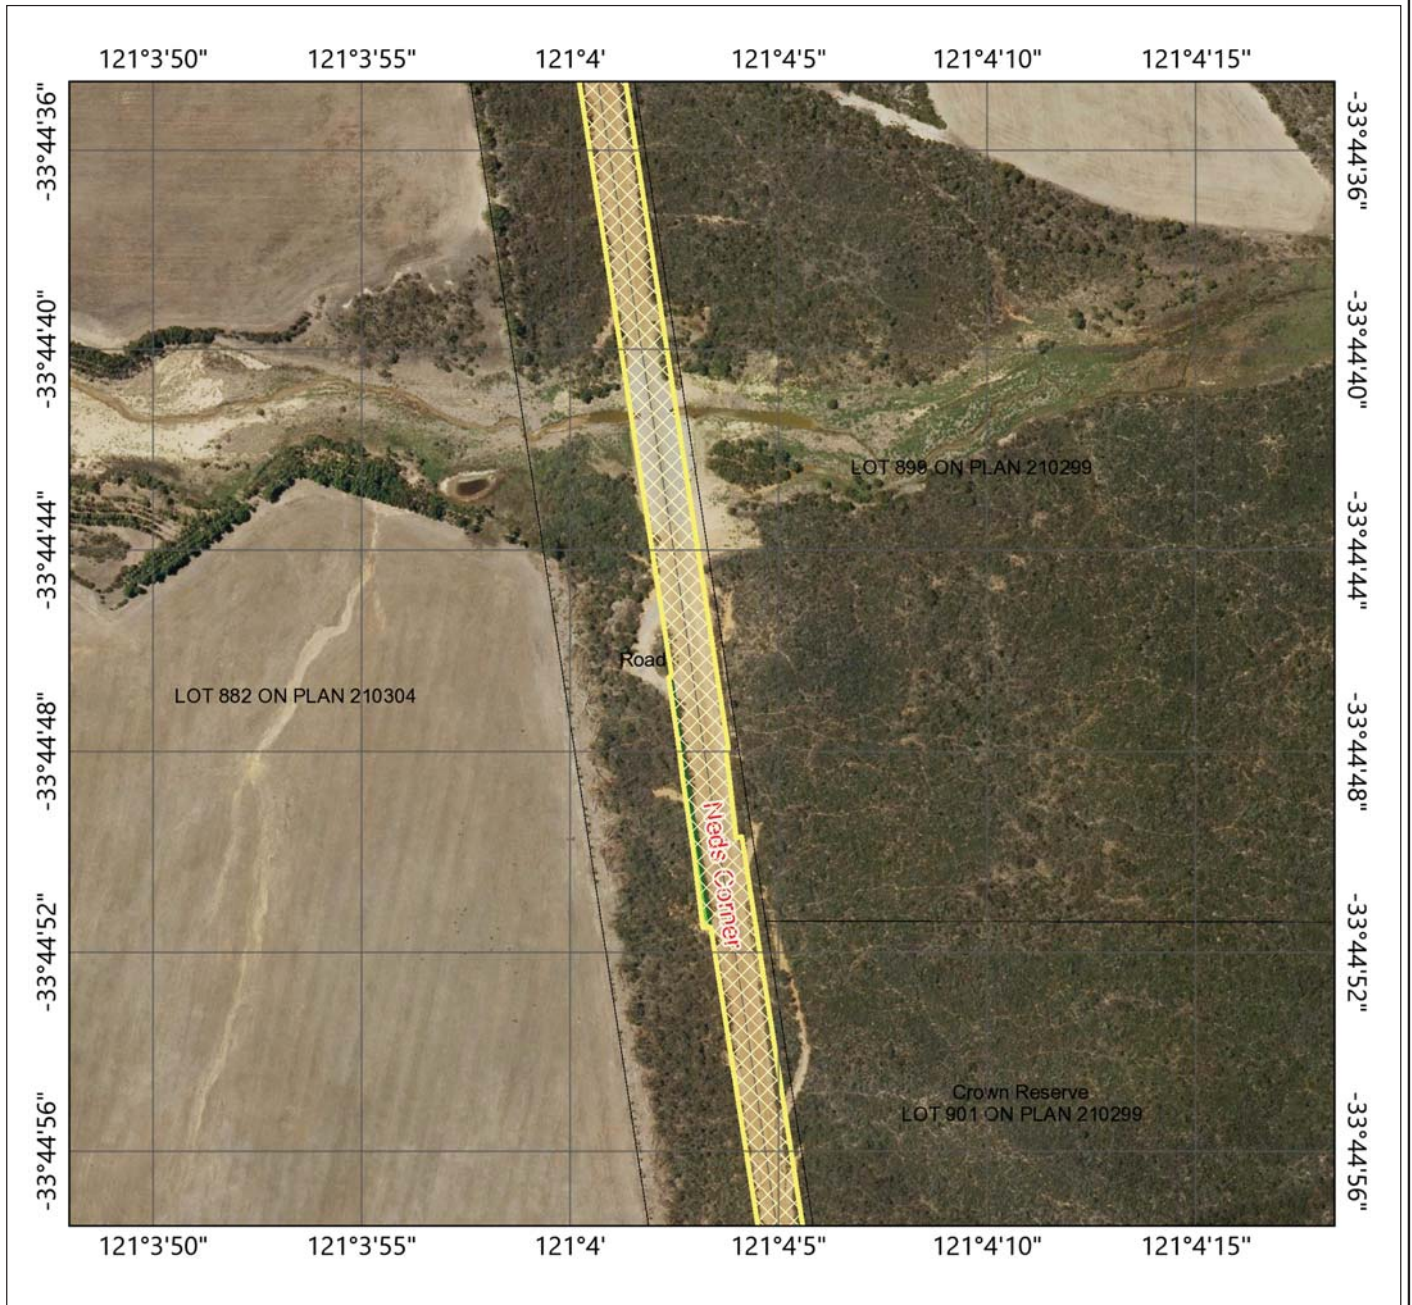 121°3'50" 121°3'55" 121°4' 121°4'5" 121°4'10" 121°4'15"
-33°44'36" -33°44'36"
-33°44'40" -33°44'40"
LOT 899 ON PLAN 210299
-33°44'44" -33°44'44"
Road
LOT 882 ON PLAN 210304
-33°44'48" -33°44'48"
Neds Corner
-33°44'52" -33°44'52"
Crown Reserve
LOT 901 ON PLAN 210299
-33°44'56" -33°44'56"
121°3'50" 121°3'55" 121°4' 121°4'5" 121°4'10" 121°4'15"